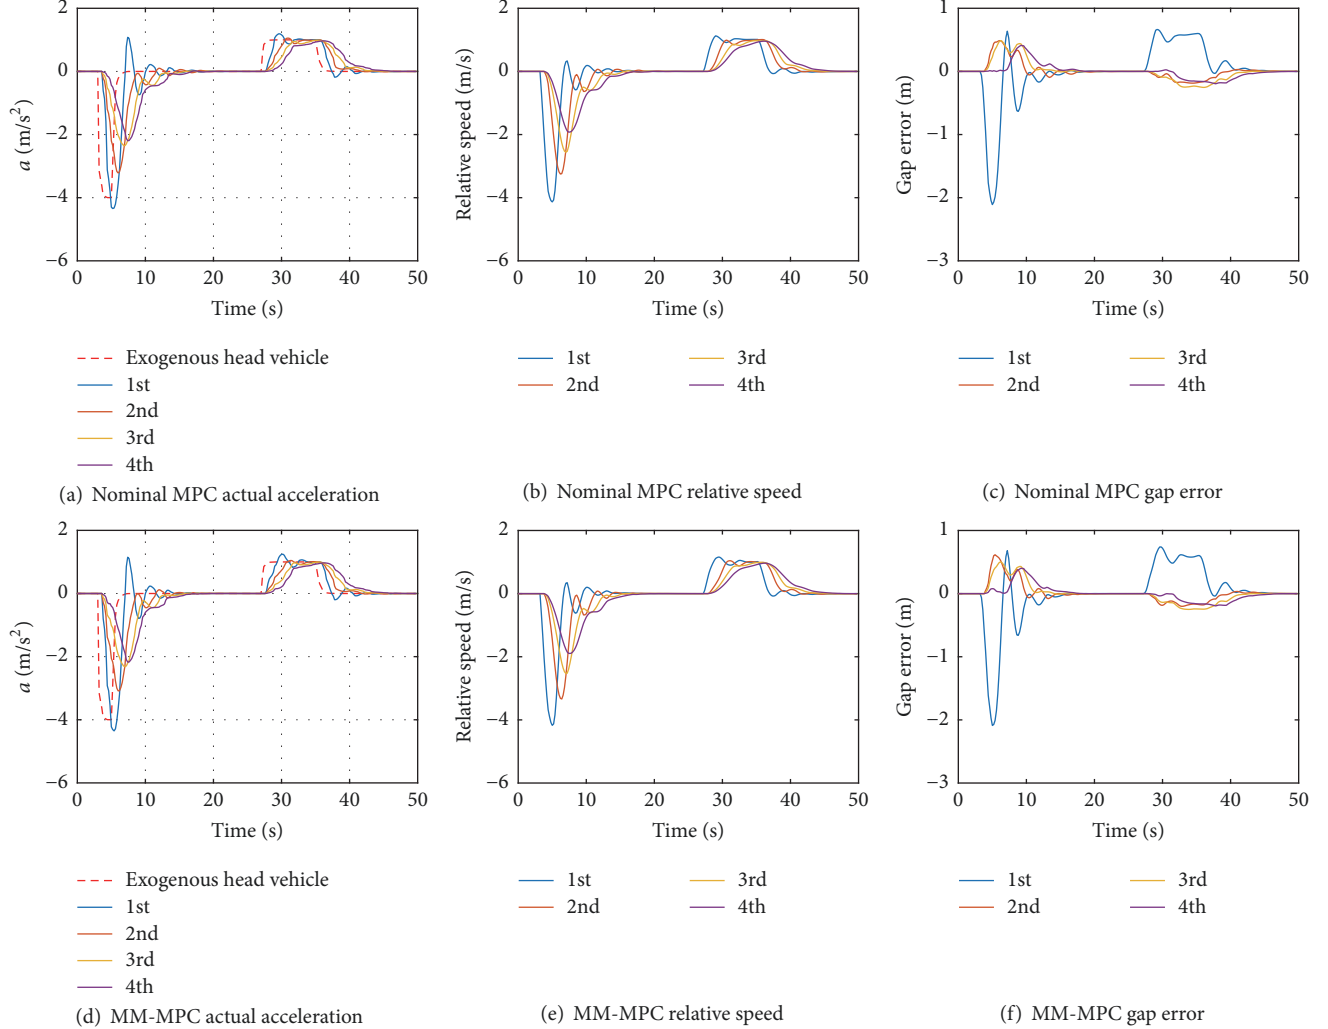 2
0
−2
−4
−6
a (m/s²)
0 10 20 30 40 50
Time (s)
Exogenous head vehicle
1st
2nd
3rd
4th
(a) Nominal MPC actual acceleration
2
0
−2
−4
−6
Relative speed (m/s)
0 10 20 30 40 50
Time (s)
1st 3rd
2nd 4th
(b) Nominal MPC relative speed
1
0
−1
−2
−3
Gap error (m)
0 10 20 30 40 50
Time (s)
1st 3rd
2nd 4th
(c) Nominal MPC gap error
2
0
−2
−4
−6
a (m/s²)
0 10 20 30 40 50
Time (s)
Exogenous head vehicle
1st
2nd
3rd
4th
(d) MM-MPC actual acceleration
2
0
−2
−4
−6
Relative speed (m/s)
0 10 20 30 40 50
Time (s)
1st 3rd
2nd 4th
(e) MM-MPC relative speed
1
0
−1
−2
−3
Gap error (m)
0 10 20 30 40 50
Time (s)
1st 3rd
2nd 4th
(f) MM-MPC gap error